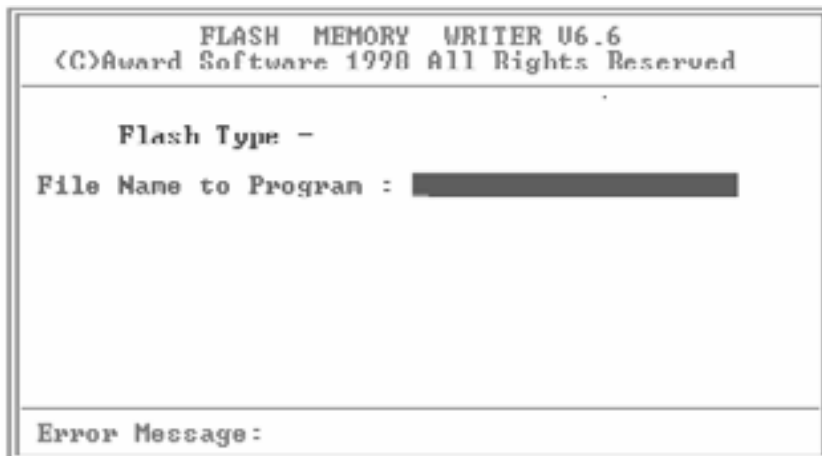 FLASH MEMORY WRITER V6.6
(C)Award Software 1998 All Rights Reserved
Flash Type -
File Name to Program :
Error Message: